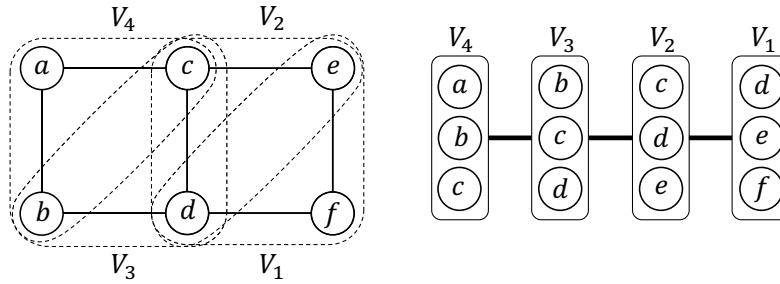 V₄ V₂
a c e
b d f
V₃ V₁
V₄ V₃ V₂ V₁
a b c d
b c d e
c d e f